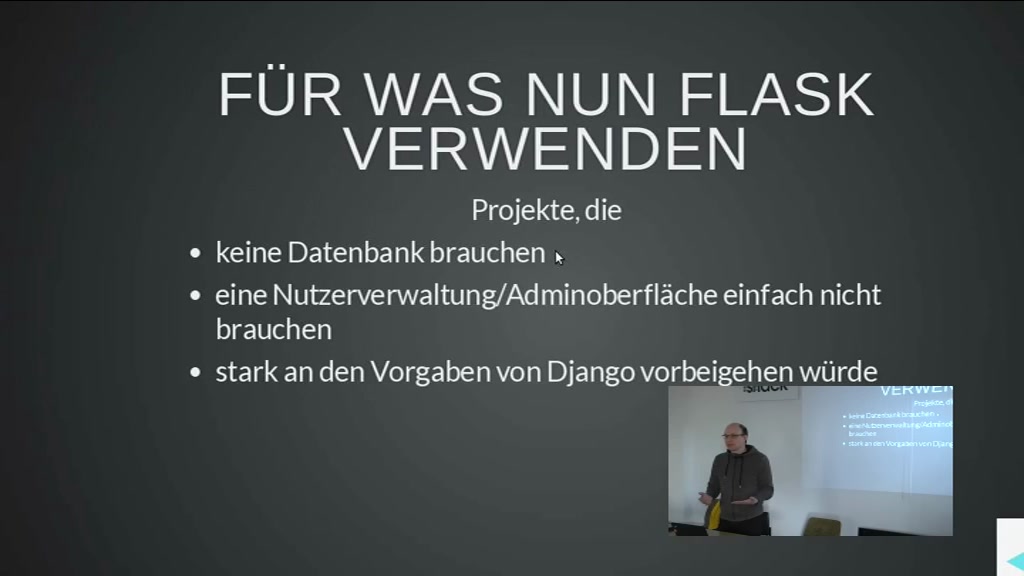 FÜR WAS NUN FLASK
VERWENDEN
Projekte, die
keine Datenbank brauchen
eine Nutzerverwaltung/Adminoberfläche einfach nicht
brauchen
stark an den Vorgaben von Django vorbeigehen würde
VERWEN
Projekte, di
keine Datenbank brauchen
eine Nutzerverwaltung/Adminob
brauchen
stark an den Vorgaben von Djang